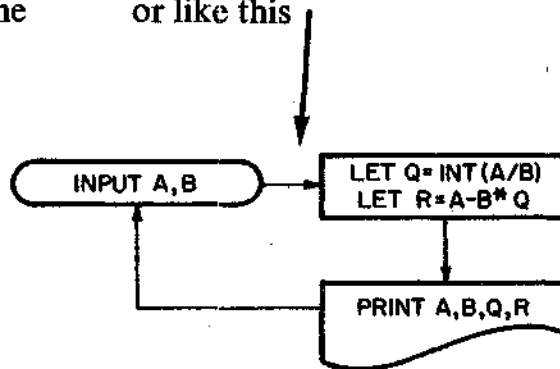 or like this
INPUT A,B
LET Q=INT(A/B)
LET R=A-B*Q
PRINT A,B,Q,R